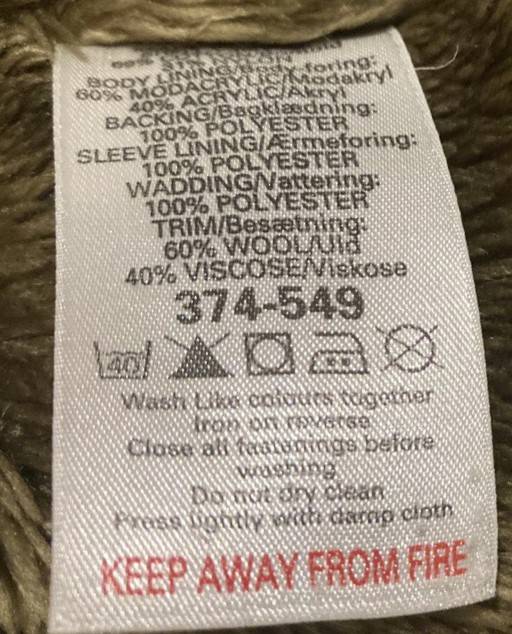 BODY LINING/Bodyforing:
60% MODACRYLIC/Modakryl
40% ACRYLIC/Akryl
BACKING/Bagklædning:
100% POLYESTER
SLEEVE LINING/Ærmeforing:
100% POLYESTER
WADDING/Vattering:
100% POLYESTER
TRIM/Besætning:
60% WOOL/Uld
40% VISCOSE/Viskose
374-549
40
Wash Like colours together
Iron on reverse
Close all fastenings before
washing
Do not dry clean
Press lightly with damp cloth
KEEP AWAY FROM FIRE